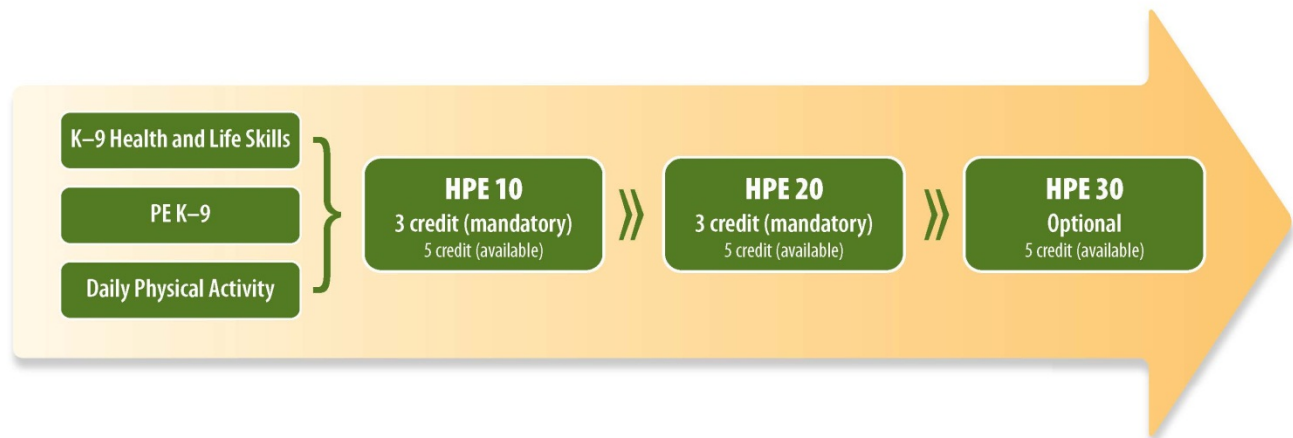 K–9 Health and Life Skills
PE K–9
Daily Physical Activity
HPE 10
3 credit (mandatory)
5 credit (available)
HPE 20
3 credit (mandatory)
5 credit (available)
HPE 30
Optional
5 credit (available)